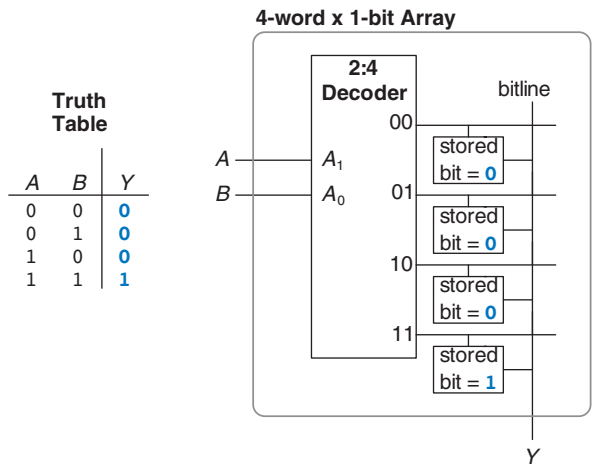 4-word x 1-bit Array
2:4
Decoder
bitline
Truth
Table
A B Y
0 0 0
0 1 0
1 0 0
1 1 1
A
B
A1
A0
00
stored
bit = 0
01
stored
bit = 0
10
stored
bit = 0
11
stored
bit = 1
Y